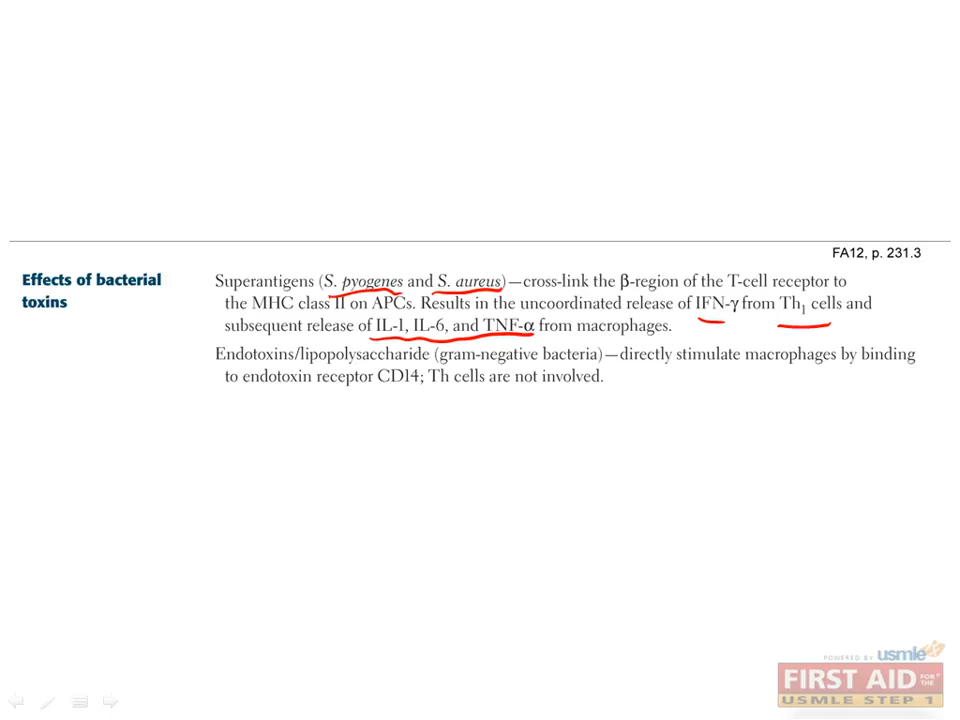 FA12, p. 231.3
Effects of bacterial
toxins
Superantigens (S. pyogenes and S. aureus)—cross-link the β-region of the T-cell receptor to
the MHC class II on APCs. Results in the uncoordinated release of IFN-γ from Th1 cells and
subsequent release of IL-1, IL-6, and TNF-α from macrophages.
Endotoxins/lipopolysaccharide (gram-negative bacteria)—directly stimulate macrophages by binding
to endotoxin receptor CD14; Th cells are not involved.
POWERED BY usmle
FIRST AID FOR THE®
USMLE STEP 1